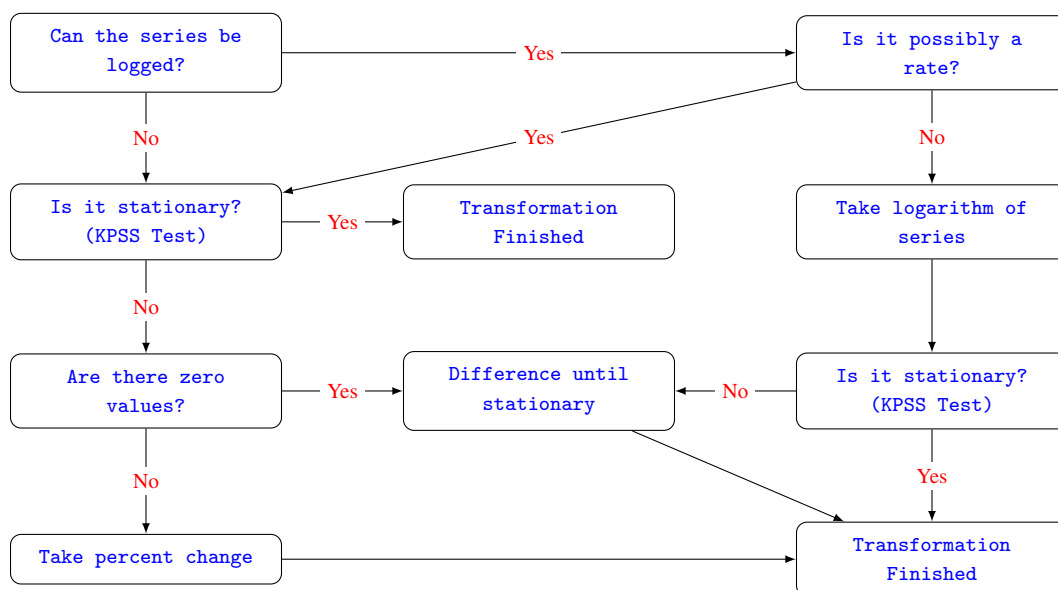 Can the series be
logged?
Yes
Is it possibly a
rate?
No
Yes
No
Is it stationary?
(KPSS Test)
Yes
Transformation
Finished
Take logarithm of
series
No
Are there zero
values?
Yes
Difference until
stationary
No
Is it stationary?
(KPSS Test)
No
Yes
Take percent change
Transformation
Finished